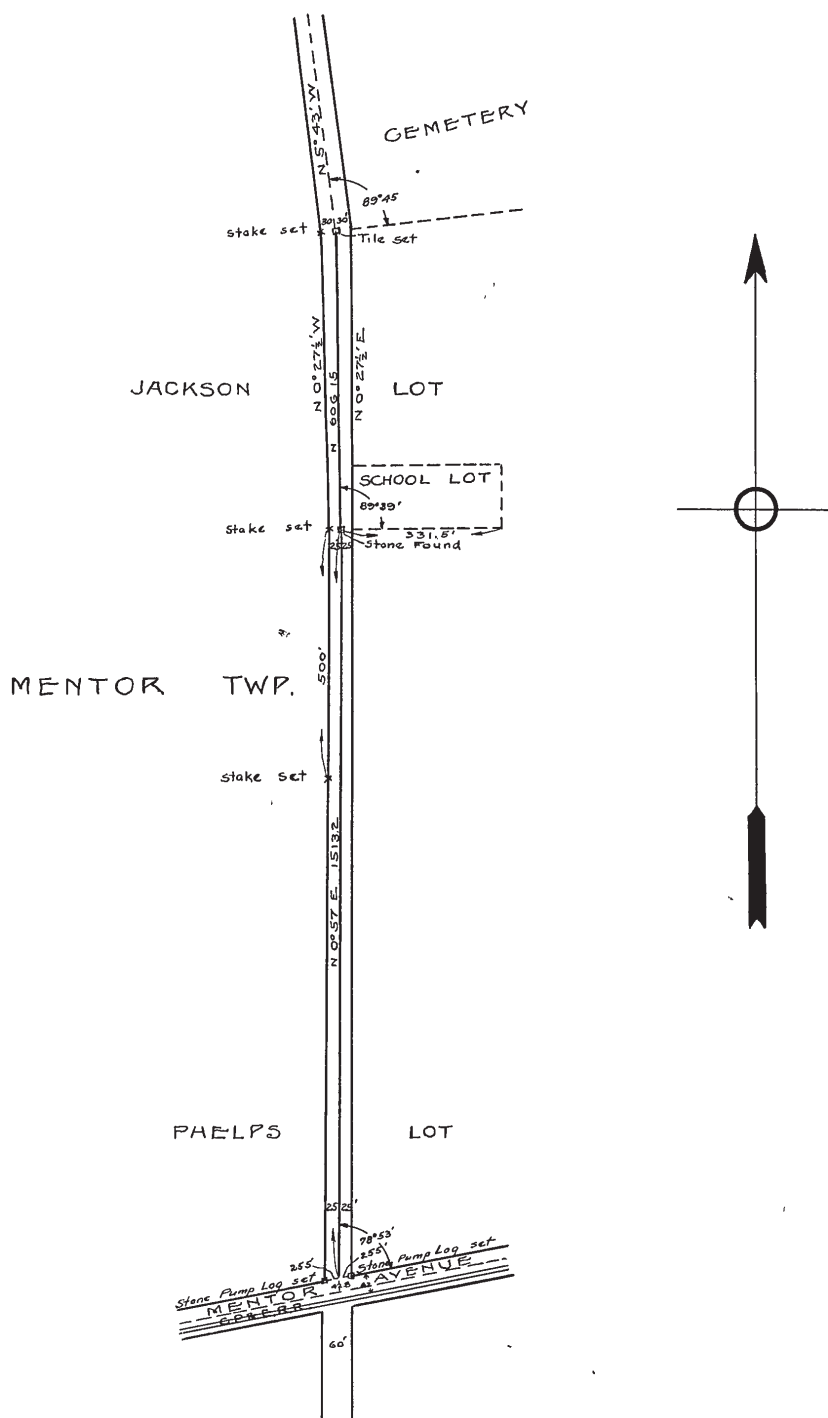 N 5° 43' W
CEMETERY
89°45
30' 30'
Stake set
Tile set
N 0° 27½' W
N 606.15
N 0° 27½' E
JACKSON LOT
SCHOOL LOT
89°39'
Stake set
331.5'
25 25
Stone Found
500'
MENTOR TWP.
Stake set
N 0°57 E 1513.2
PHELPS LOT
25 25'
78°53'
255'
255'
Stone Pump Log set
Stone Pump Log set
MENTOR AVENUE
60'